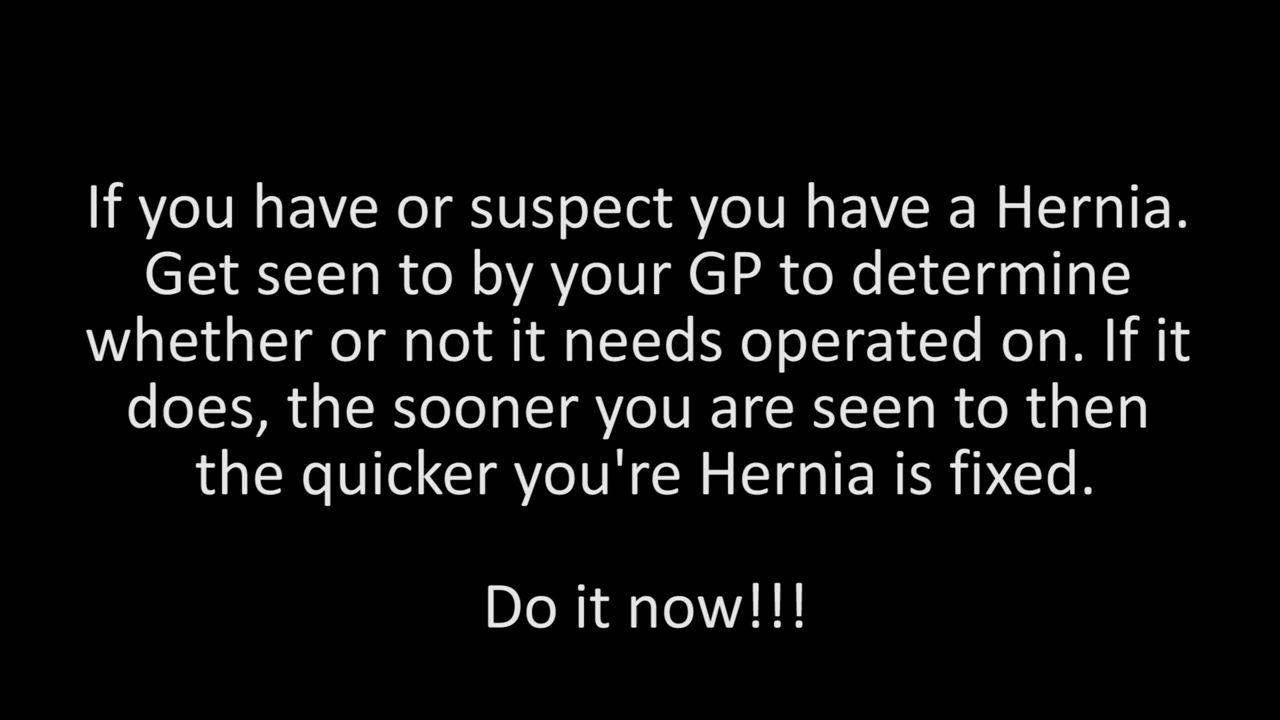 If you have or suspect you have a Hernia.
Get seen to by your GP to determine
whether or not it needs operated on. If it
does, the sooner you are seen to then
the quicker you're Hernia is fixed.
Do it now!!!